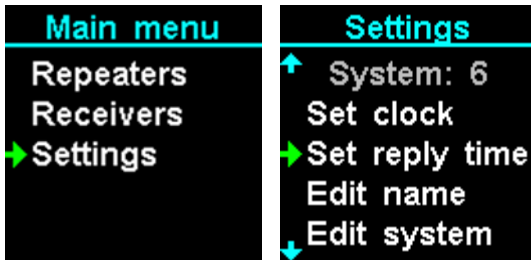 Main menu
Repeaters
Receivers
Settings
Settings
System: 6
Set clock
Set reply time
Edit name
Edit system